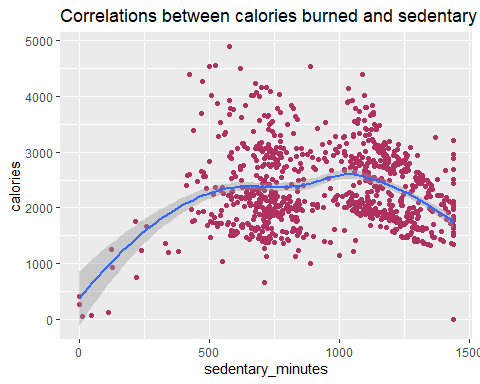 Correlations between calories burned and sedentary
5000
4000
3000
2000
1000
0
calories
0 500 1000 1500
sedentary_minutes